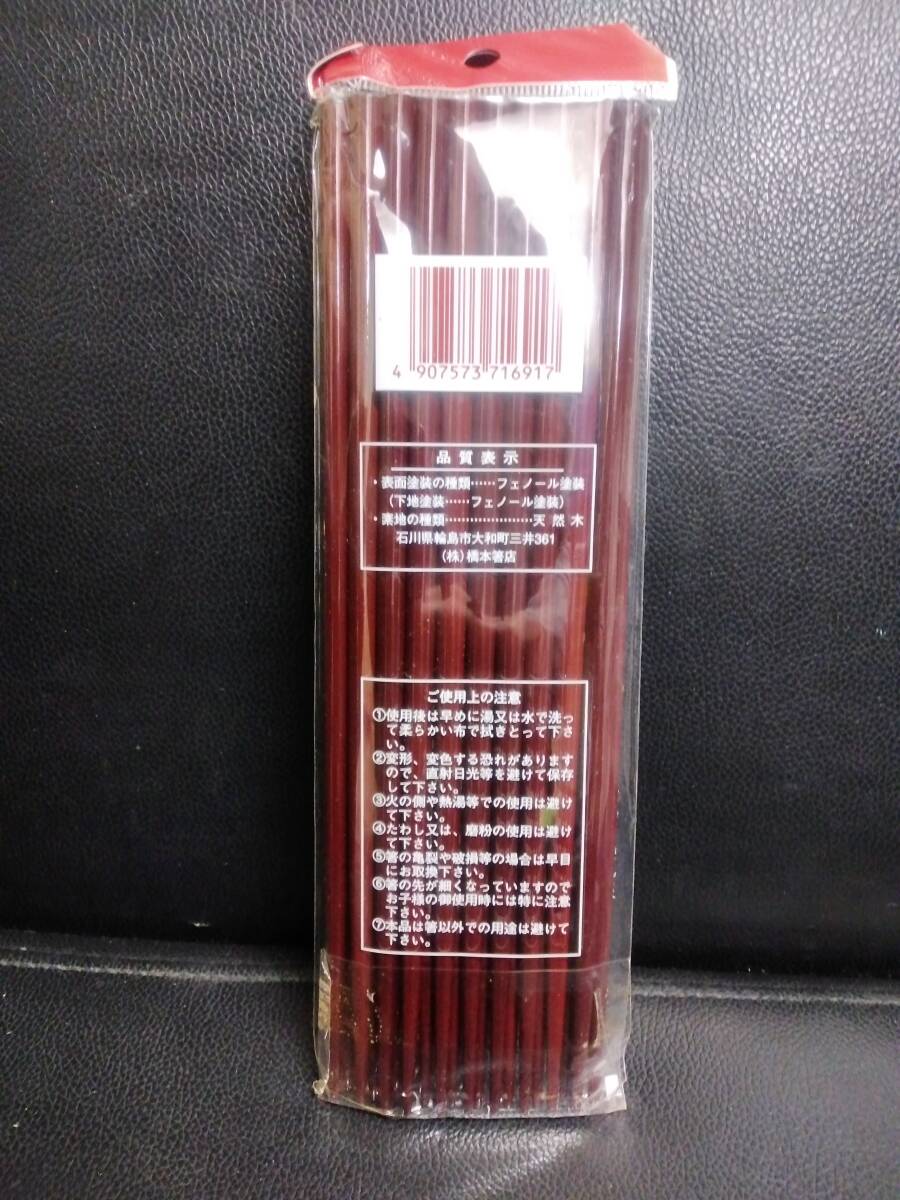 4 907573 716917
品質表示
・表面塗装の種類……フェノール塗装
(下地塗装……フェノール塗装)
・素地の種類…………………天然木
石川県輪島市大和町三井361
(株)橋本箸店
ご使用上の注意
①使用後は早めに湯又は水で洗っ
て柔らかい布で拭きとって下さ
い。
②変形、変色する恐れがあります
ので、直射日光等を避けて保存
して下さい。
③火の側や熱湯等での使用は避け
て下さい。
④たわし又は、磨粉の使用は避け
て下さい。
⑤箸の亀裂や破損等の場合は早目
にお取換下さい。
⑥箸の先が細くなっていますので
お子様の御使用時には特に注意
下さい。
⑦本品は箸以外での用途は避けて
下さい。